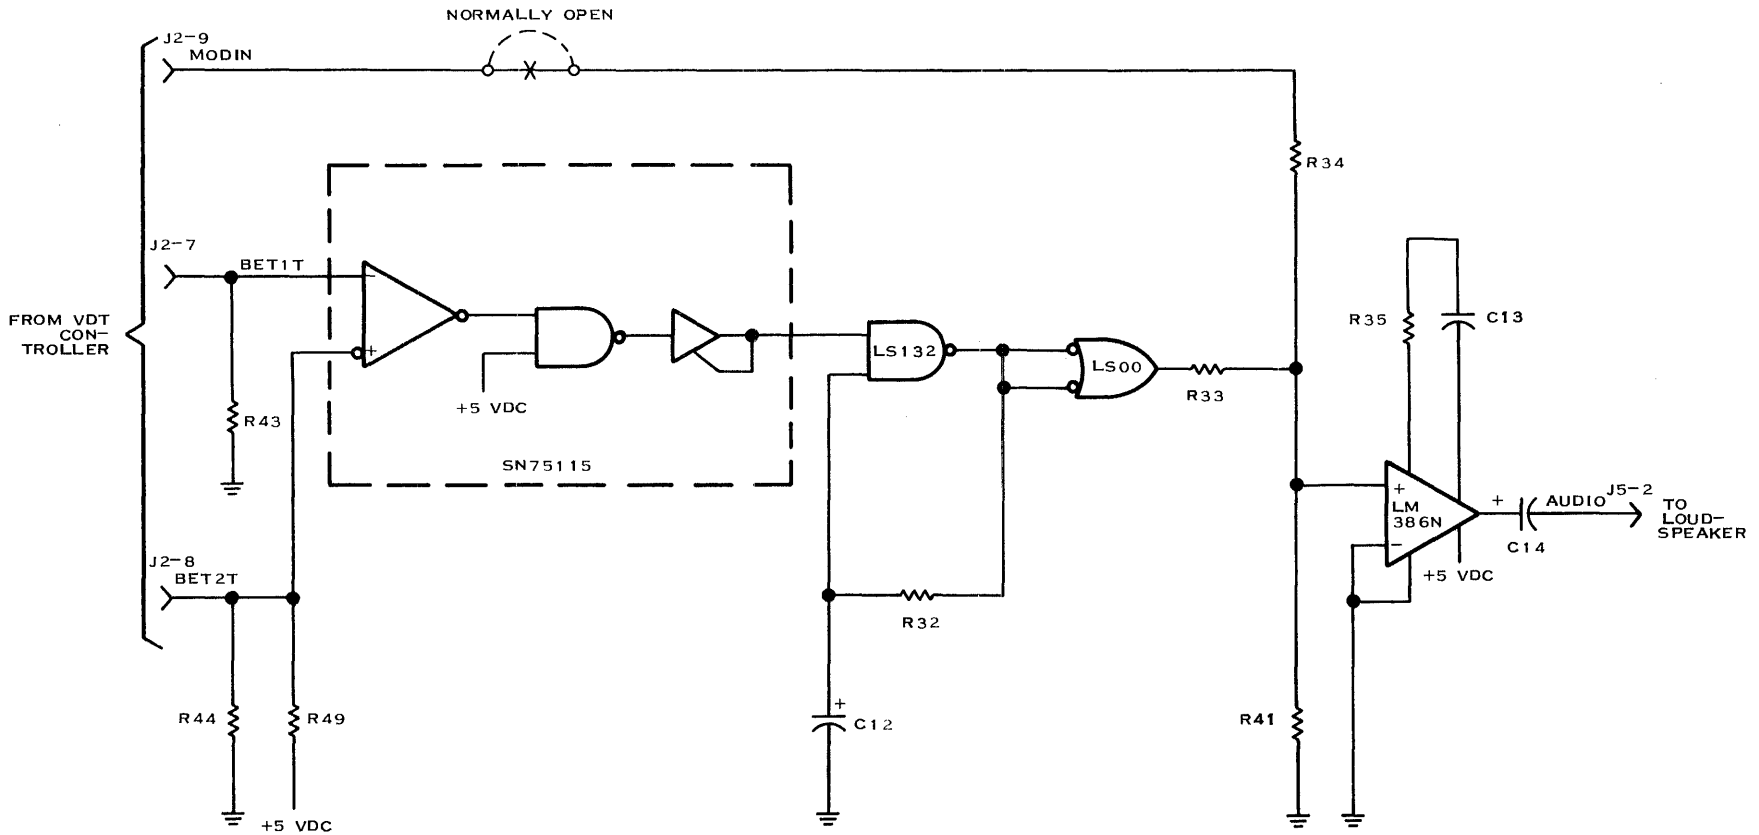 NORMALLY OPEN
J2-9
MODIN
R34
J2-7
BET1T
FROM VDT
CON-
TROLLER
R35
C13
LS132
LS00
R33
+5 VDC
R43
SN75115
+
-
LM
386N
+
-
+
AUDIO
J5-2
TO
LOUD-
SPEAKER
C14
+5 VDC
J2-8
BET2T
R32
R44
R49
+
C12
R41
+5 VDC